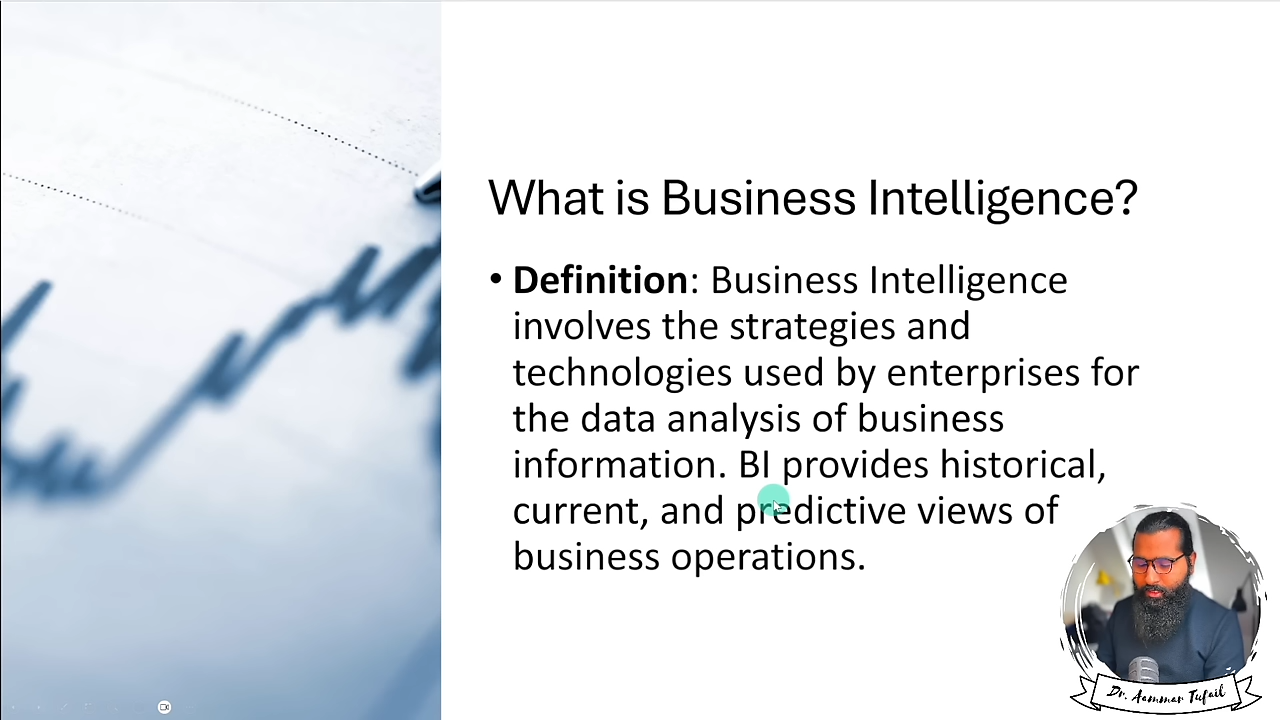 What is Business Intelligence?
• Definition: Business Intelligence
involves the strategies and
technologies used by enterprises for
the data analysis of business
information. BI provides historical,
current, and predictive views of
business operations.
Dr. Aammar Tufail